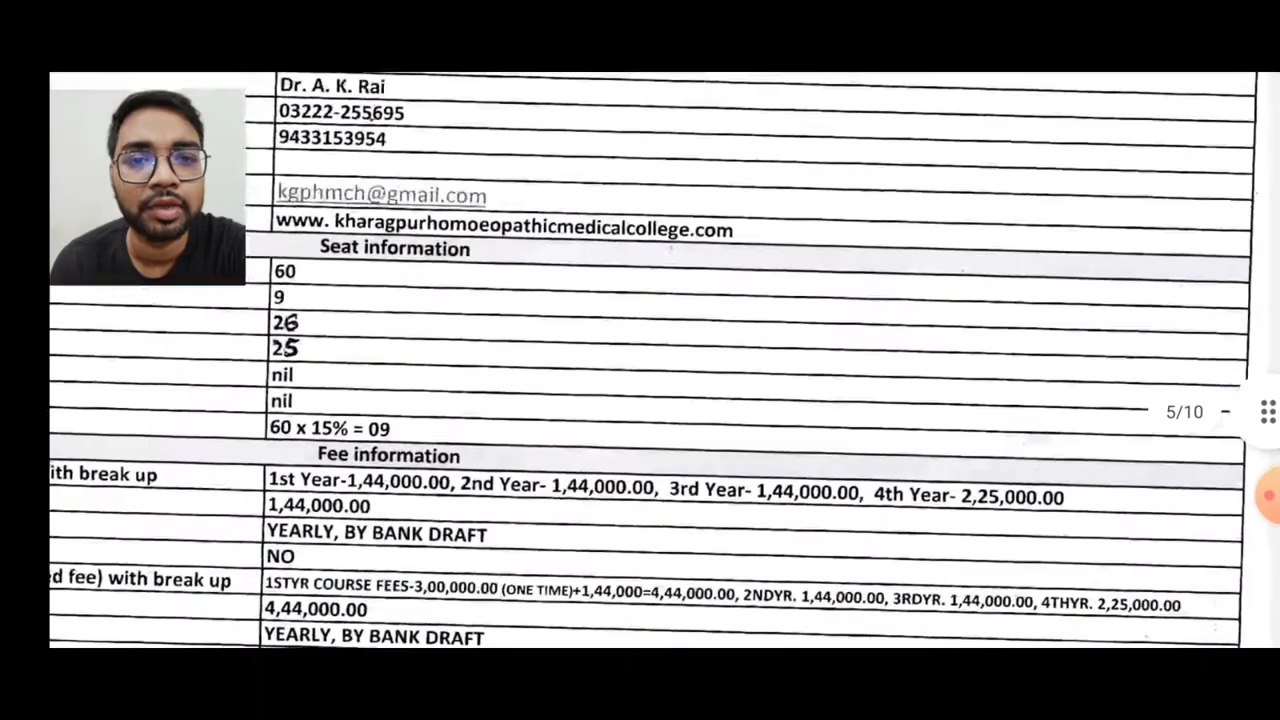 Dr. A. K. Rai
03222-255695
9433153954
kgphmch@gmail.com
www. kharagpurhomoeopathicmedicalcollege.com
Seat information
60
9
26
25
nil
nil
60 x 15% = 09
5/10
Fee information
ith break up
1st Year-1,44,000.00, 2nd Year- 1,44,000.00, 3rd Year- 1,44,000.00, 4th Year- 2,25,000.00
1,44,000.00
YEARLY, BY BANK DRAFT
NO
d fee) with break up
1STYR COURSE FEES-3,00,000.00 (ONE TIME)+1,44,000=4,44,000.00, 2NDYR. 1,44,000.00, 3RDYR. 1,44,000.00, 4THYR. 2,25,000.00
4,44,000.00
YEARLY, BY BANK DRAFT